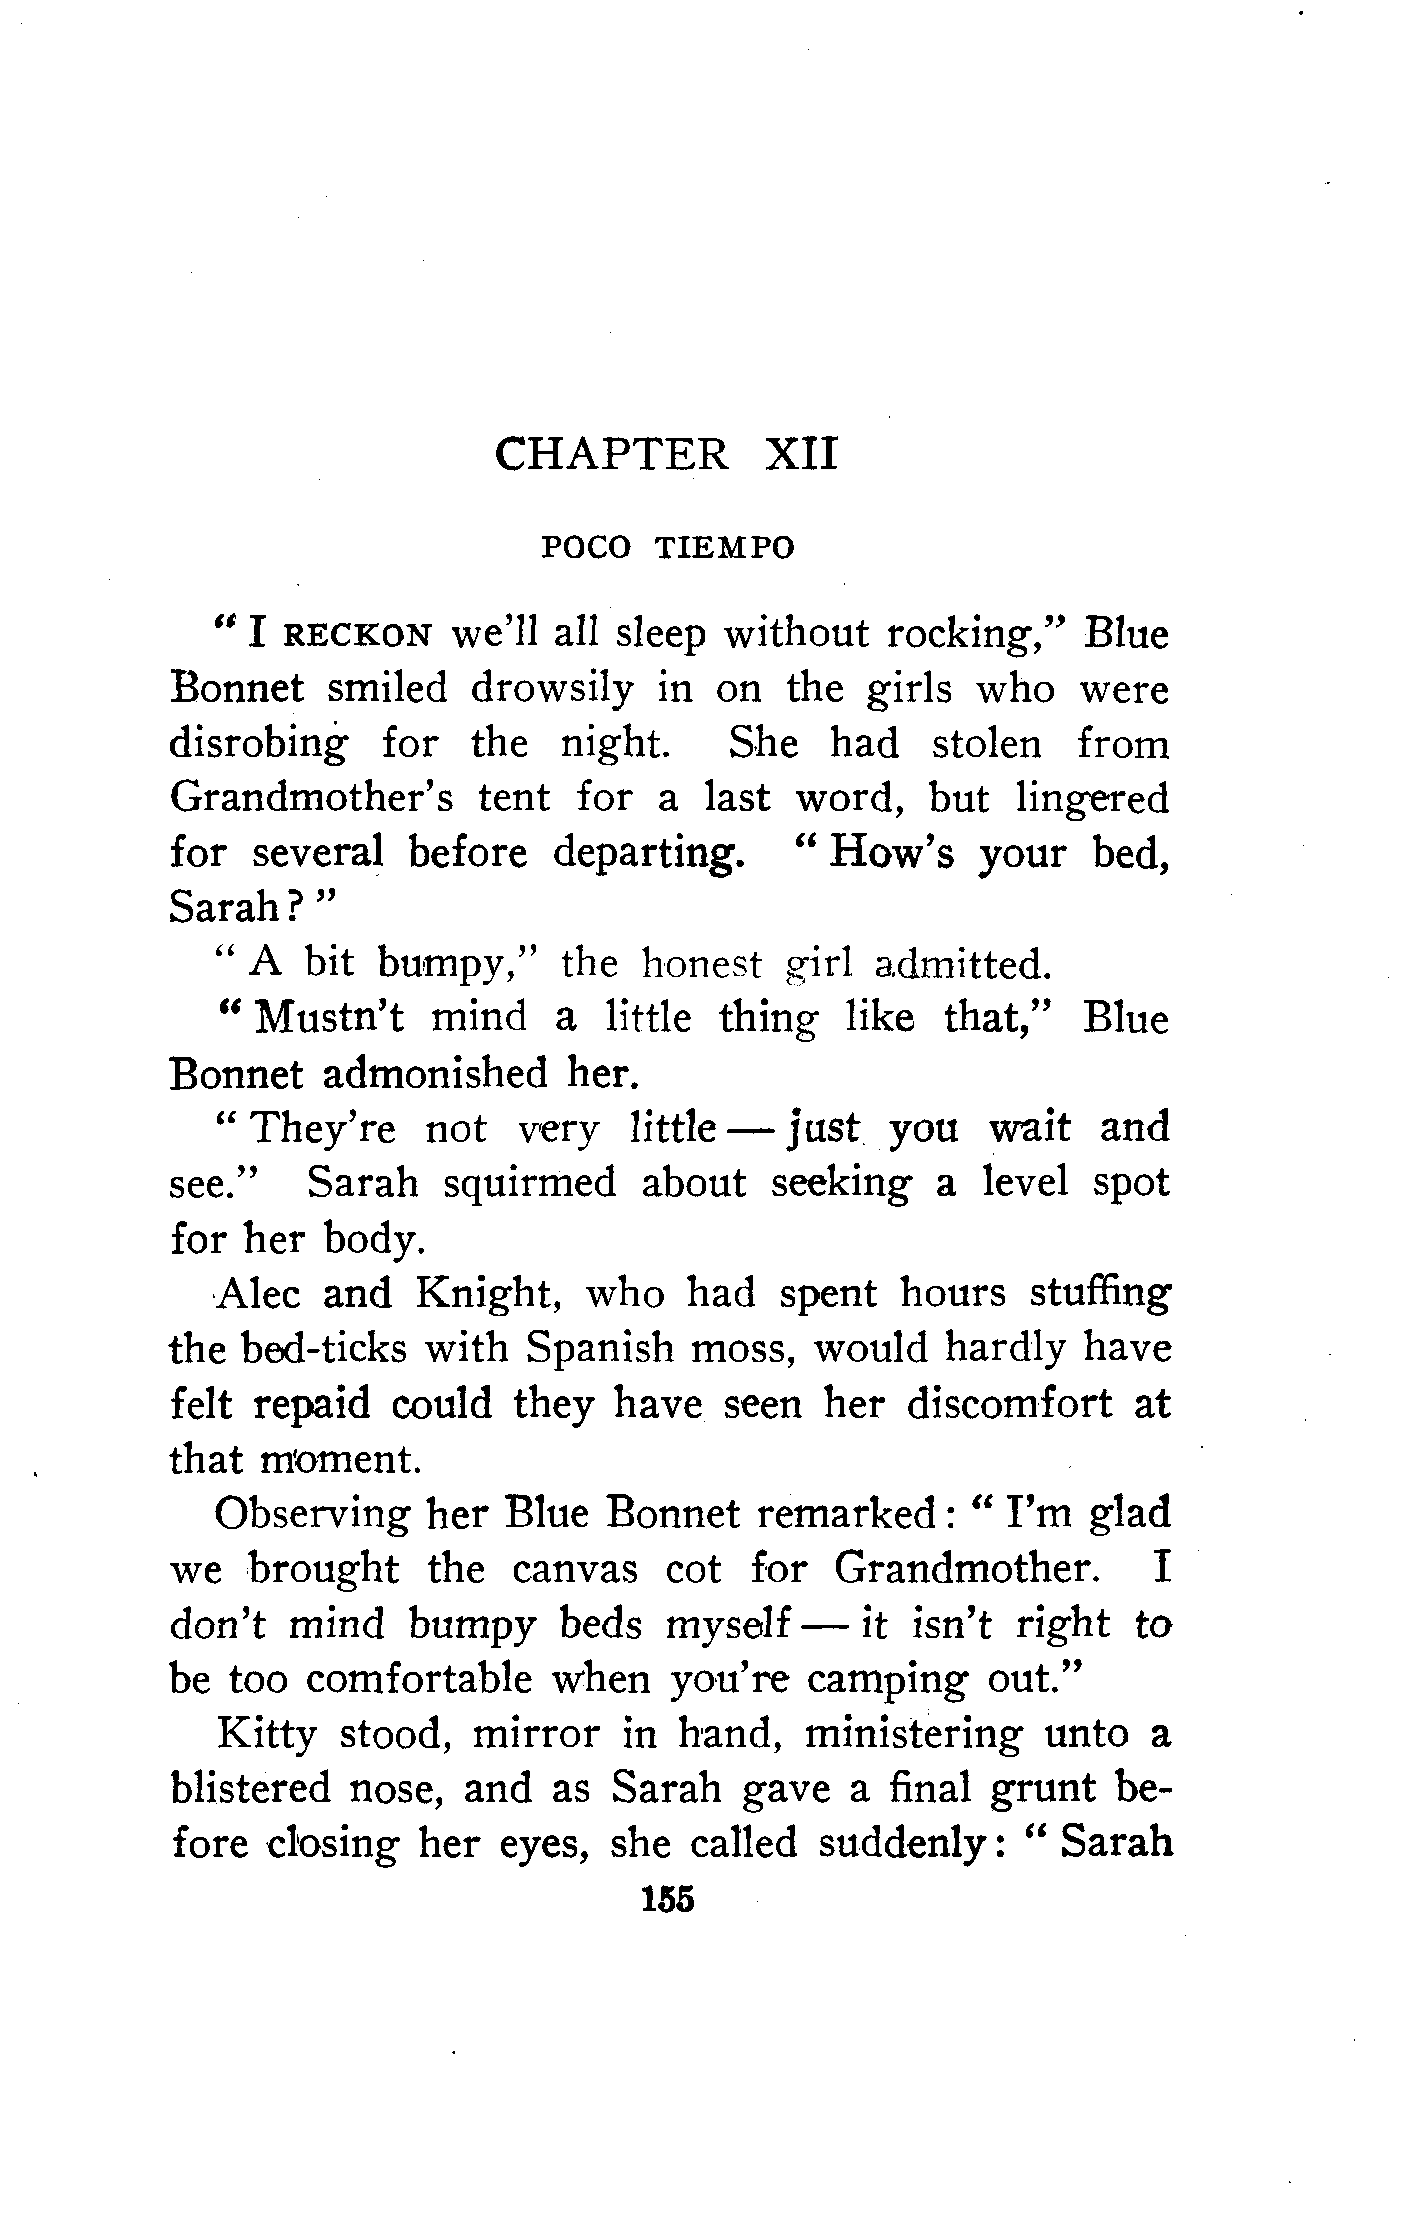 CHAPTER XII
POCO TIEMPO
“ I RECKON we’ll all sleep without rocking,” Blue
Bonnet smiled drowsily in on the girls who were
disrobing for the night. She had stolen from
Grandmother’s tent for a last word, but lingered
for several before departing. “ How’s your bed,
Sarah? ”
“ A bit bumpy,” the honest girl admitted.
“ Mustn’t mind a little thing like that,” Blue
Bonnet admonished her.
“ They’re not very little — just you wait and
see.” Sarah squirmed about seeking a level spot
for her body.
Alec and Knight, who had spent hours stuffing
the bed-ticks with Spanish moss, would hardly have
felt repaid could they have seen her discomfort at
that moment.
Observing her Blue Bonnet remarked: “ I’m glad
we brought the canvas cot for Grandmother. I
don’t mind bumpy beds myself — it isn’t right to
be too comfortable when you’re camping out.”
Kitty stood, mirror in hand, ministering unto a
blistered nose, and as Sarah gave a final grunt be-
fore closing her eyes, she called suddenly: “ Sarah
155